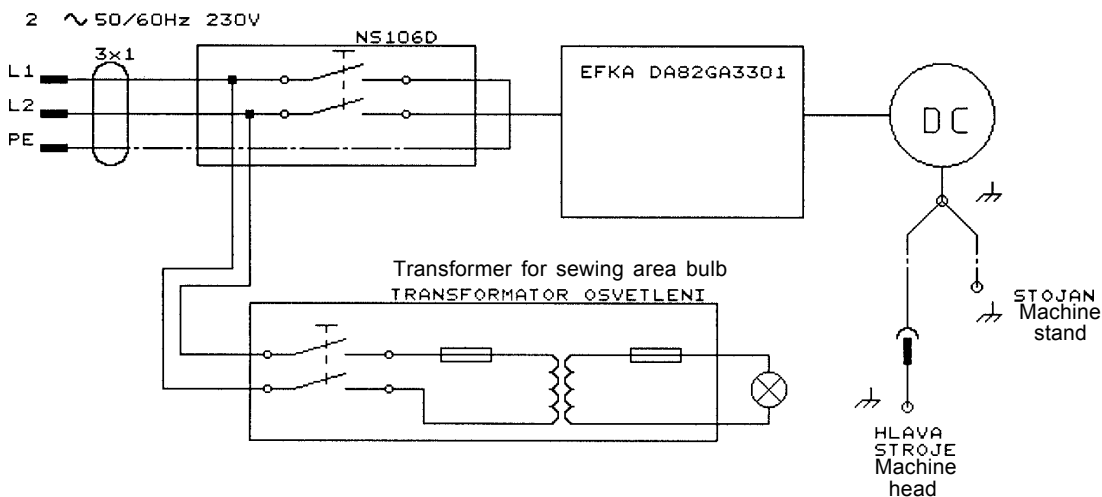 2 ∿ 50/60Hz 230V
NS106D
3x1
L1
L2
PE
EFKA DA82GA3301
DC
Transformer for sewing area bulb
TRANSFORMATOR OSVETLENI
STOJAN
Machine
stand
HLAVA
STROJE
Machine
head